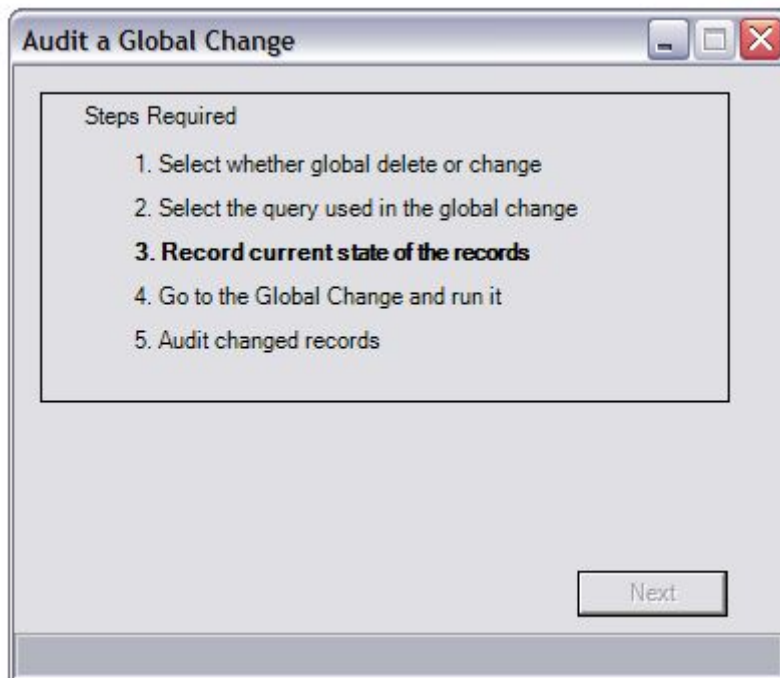 Audit a Global Change
Steps Required
1. Select whether global delete or change
2. Select the query used in the global change
3. Record current state of the records
4. Go to the Global Change and run it
5. Audit changed records
Next